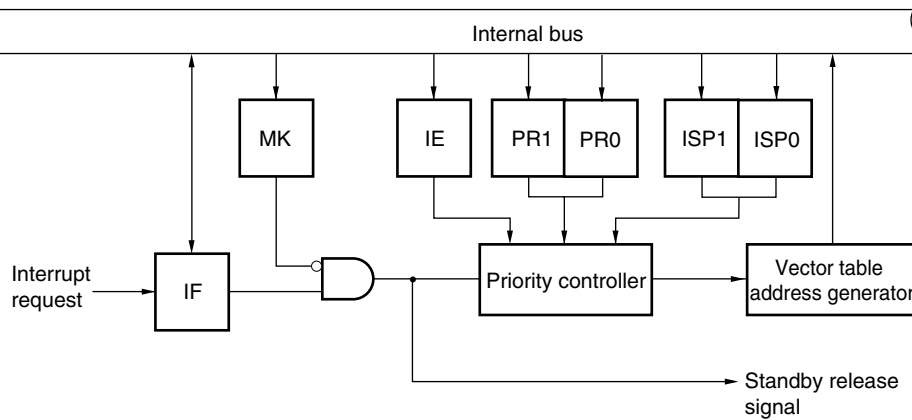 Internal bus
MK
IE
PR1
PR0
ISP1
ISP0
Interrupt
request
IF
Priority controller
Vector table
address generator
Standby release
signal